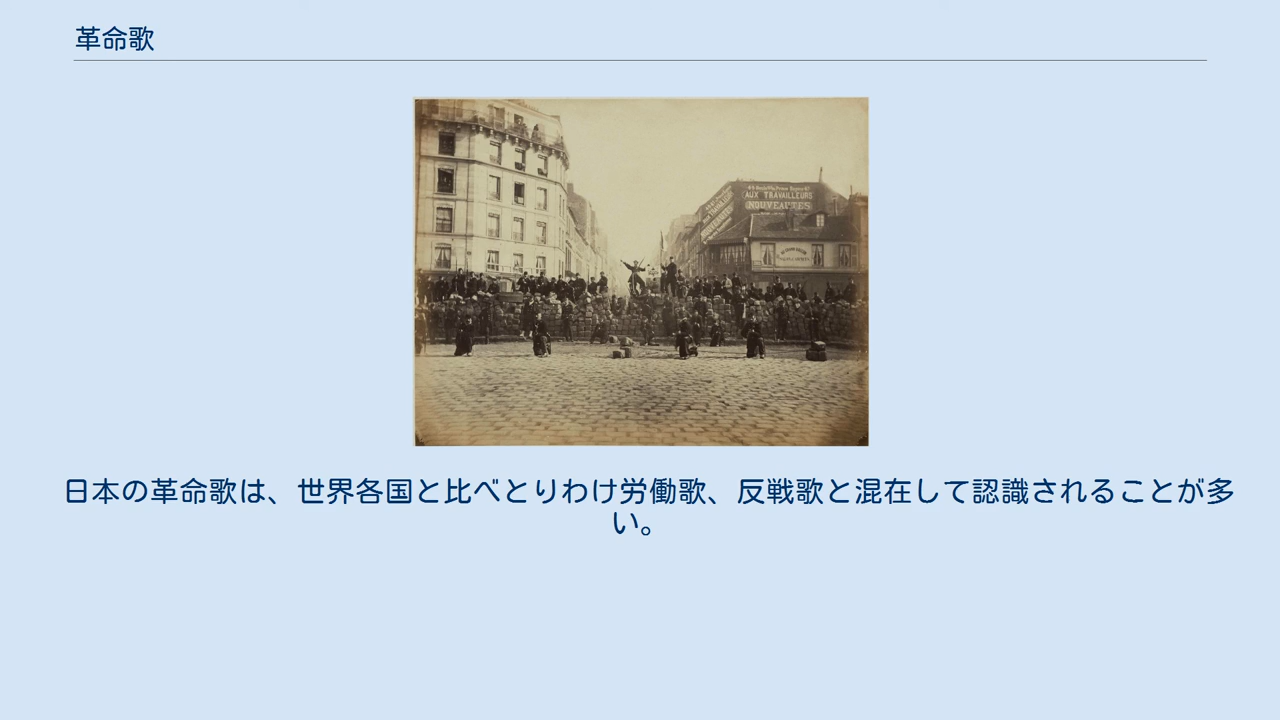 革命歌
AUX TRAVAILLEURS
NOUVEAUTES
日本の革命歌は、世界各国と比べとりわけ労働歌、反戦歌と混在して認識されることが多
い。